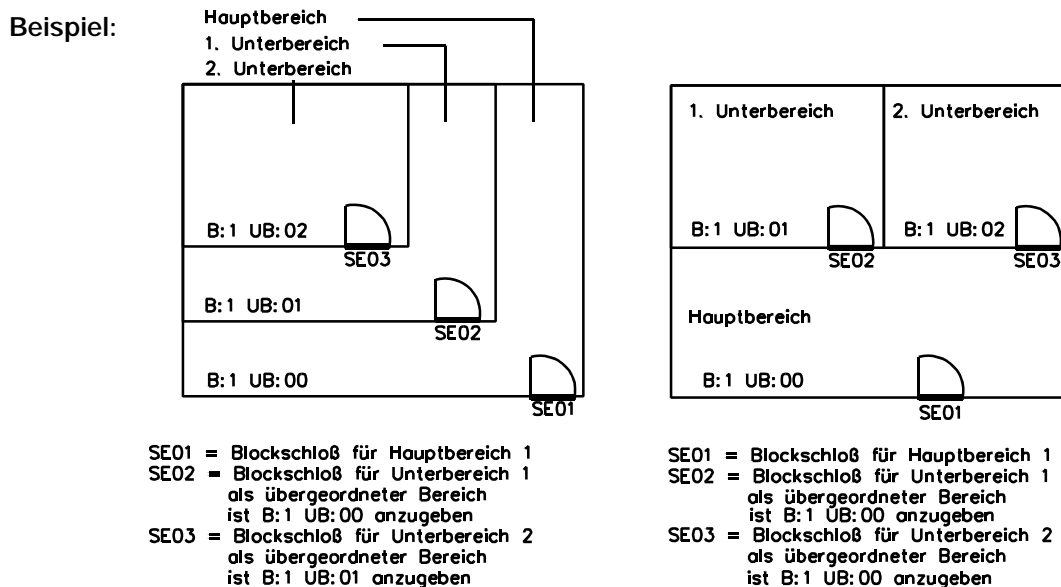 Beispiel:
Hauptbereich
1. Unterbereich
2. Unterbereich
B:1 UB:02
SE03
B:1 UB:01
SE02
B:1 UB:00
SE01
SE01 = Blockschloß für Hauptbereich 1
SE02 = Blockschloß für Unterbereich 1
als übergeordneter Bereich
ist B:1 UB:00 anzugeben
SE03 = Blockschloß für Unterbereich 2
als übergeordneter Bereich
ist B:1 UB:01 anzugeben
1. Unterbereich
2. Unterbereich
B:1 UB:01
SE02
B:1 UB:02
SE03
Hauptbereich
B:1 UB:00
SE01
SE01 = Blockschloß für Hauptbereich 1
SE02 = Blockschloß für Unterbereich 1
als übergeordneter Bereich
ist B:1 UB:00 anzugeben
SE03 = Blockschloß für Unterbereich 2
als übergeordneter Bereich
ist B:1 UB:00 anzugeben